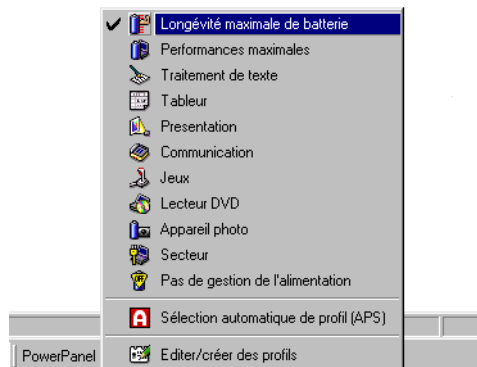 Longévité maximale de batterie
Performances maximales
Traitement de texte
Tableur
Presentation
Communication
Jeux
Lecteur DVD
Appareil photo
Secteur
Pas de gestion de l'alimentation
Sélection automatique de profil (APS)
PowerPanel
Editer/créer des profils